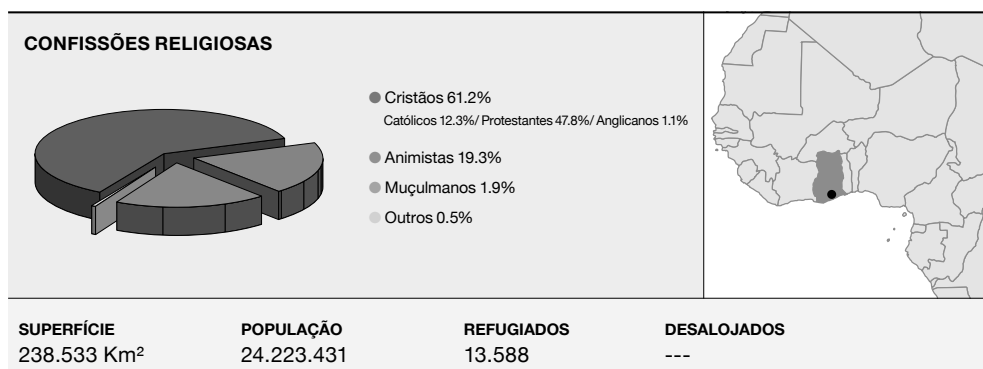 CONFISSÕES RELIGIOSAS
Cristãos 61.2%
Católicos 12.3%/ Protestantes 47.8%/ Anglicanos 1.1%
Animistas 19.3%
Muçulmanos 1.9%
Outros 0.5%
SUPERFÍCIE
238.533 Km²
POPULAÇÃO
24.223.431
REFUGIADOS
13.588
DESALOJADOS
---